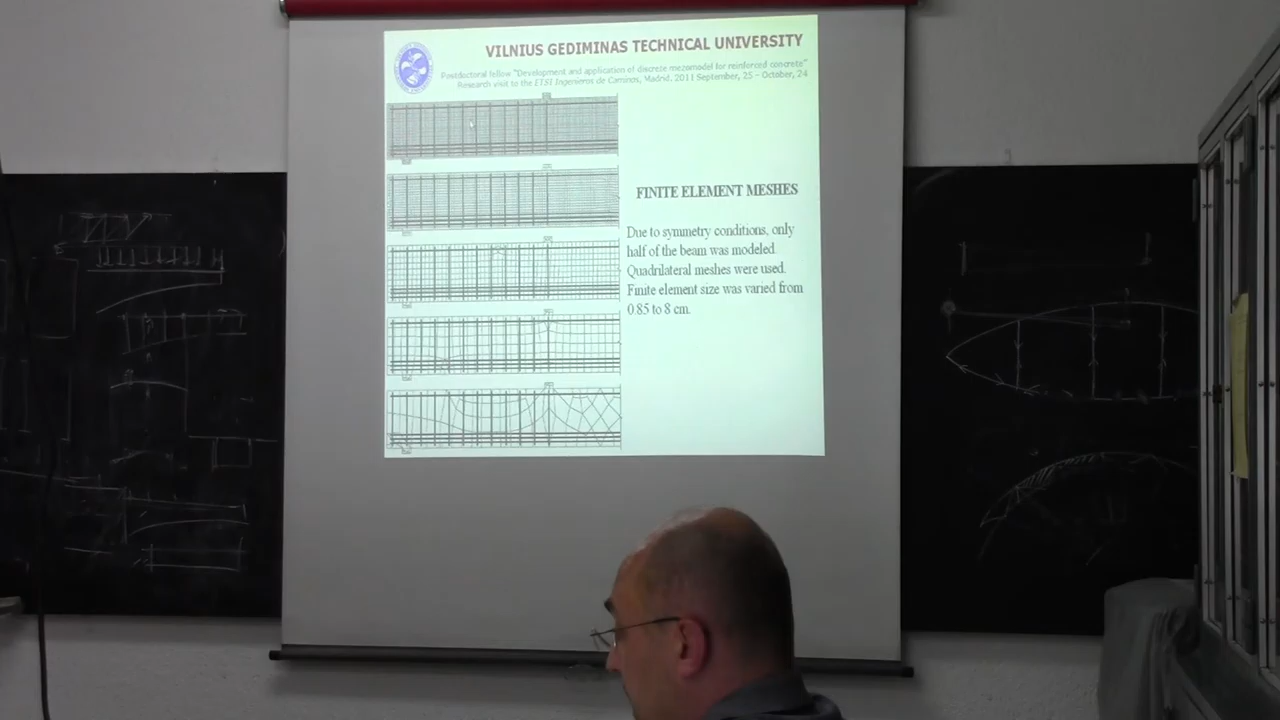 VILNIUS GEDIMINAS TECHNICAL UNIVERSITY
Postdoctoral fellow "Development and application of discrete mezomodel for reinforced concrete"
Research visit to the ETSI Ingenieros de Caminos, Madrid. 2011 September, 25 – October, 24
FINITE ELEMENT MESHES
Due to symmetry conditions, only
half of the beam was modeled.
Quadrilateral meshes were used.
Finite element size was varied from
0.85 to 8 cm.